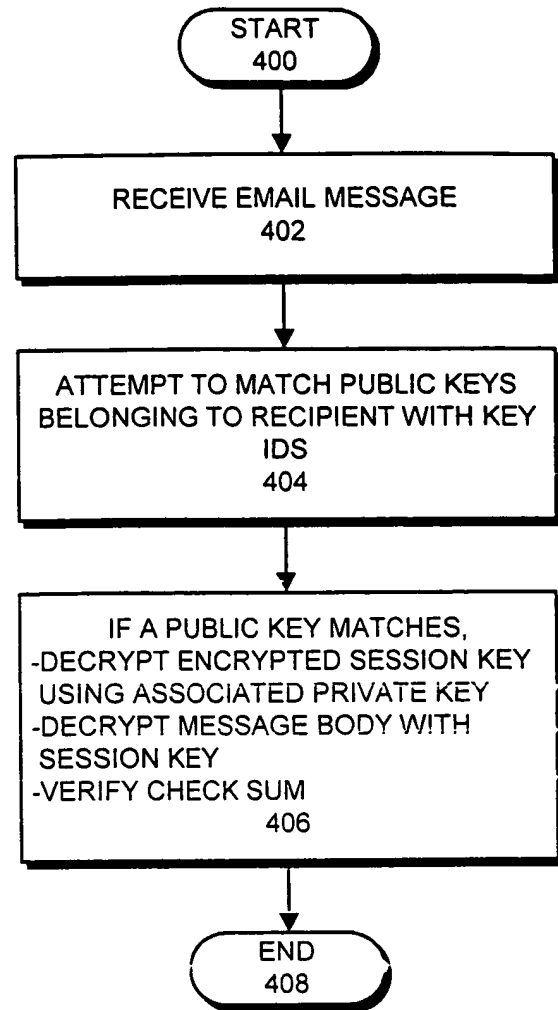 START
400
RECEIVE EMAIL MESSAGE
402
ATTEMPT TO MATCH PUBLIC KEYS
BELONGING TO RECIPIENT WITH KEY
IDS
404
IF A PUBLIC KEY MATCHES,
-DECRYPT ENCRYPTED SESSION KEY
USING ASSOCIATED PRIVATE KEY
-DECRYPT MESSAGE BODY WITH
SESSION KEY
-VERIFY CHECK SUM
406
END
408